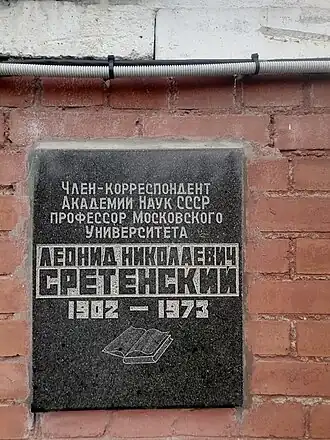 Член-корреспондент
Академии Наук СССР
профессор Московского
Университета
Леонид Николаевич
Сретенский
1902 — 1973